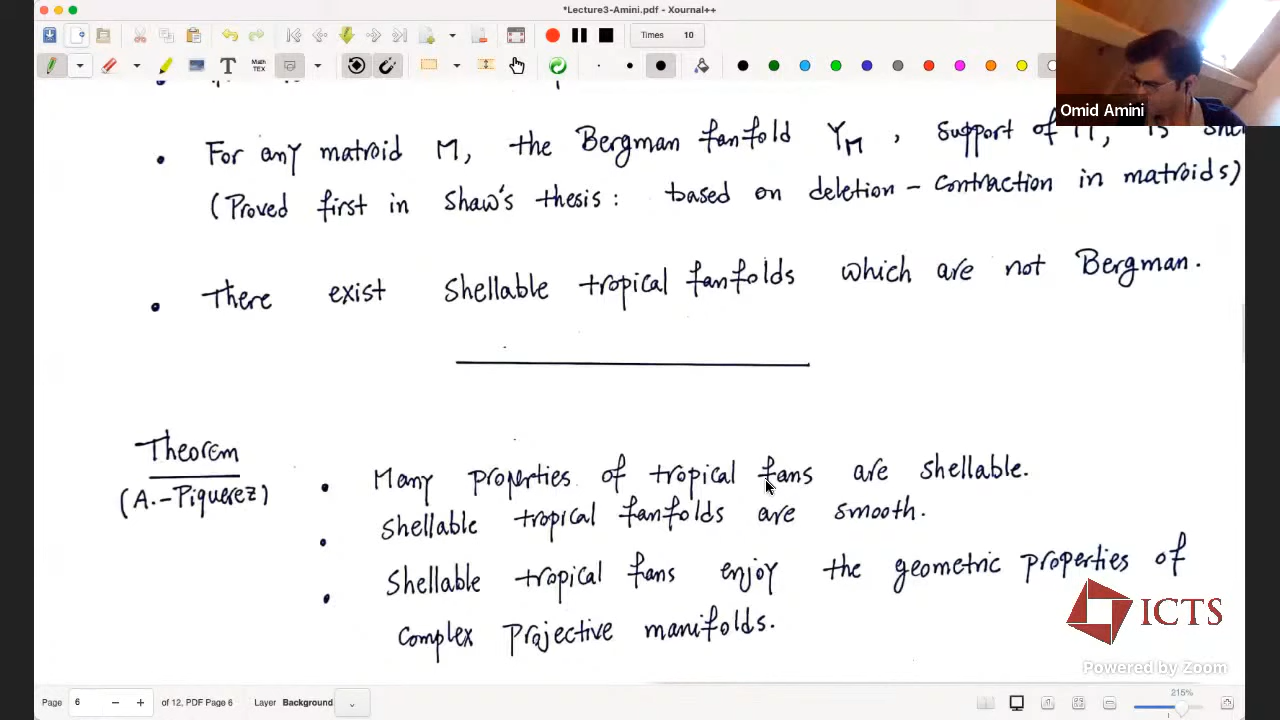 *Lecture3-Amini.pdf - Xournal++
Times 10
Omid Amini
• For any matroid M, the Bergman fanfold Y_M, support of is
(Proved first in Shaw's thesis: based on deletion - contraction in matroids)
• There exist shellable tropical fanfolds which are not Bergman.
Theorem
(A.-Piquerez)
• Many properties of tropical fans are shellable.
• Shellable tropical fanfolds are smooth.
• Shellable tropical fans enjoy the geometric properties of
complex projective manifolds.
ICTS
Powered by Zoom
Page 6 of 12, PDF Page 6 Layer Background 215%